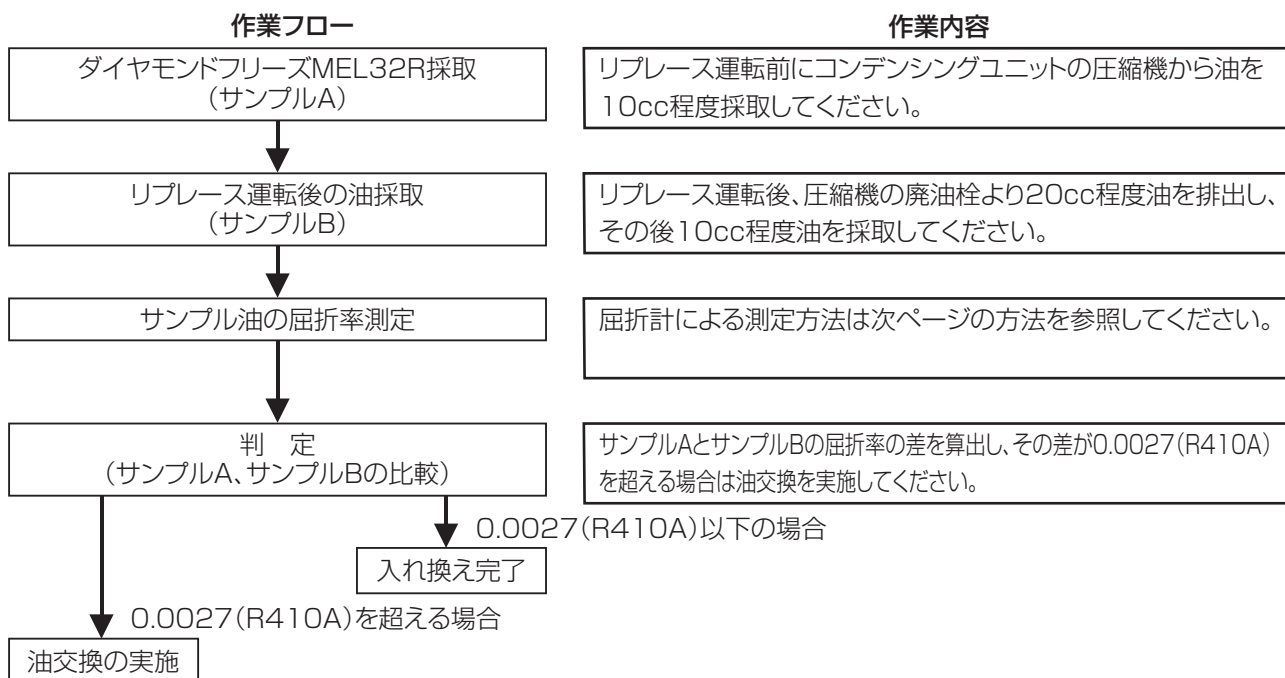 作業フロー
作業内容
ダイヤモンドフリーズMEL32R採取
(サンプルA)
リプレース運転前にコンデンシングユニットの圧縮機から油を
10cc程度採取してください。
リプレース運転後の油採取
(サンプルB)
リプレース運転後、圧縮機の廃油栓より20cc程度油を排出し、
その後10cc程度油を採取してください。
サンプル油の屈折率測定
屈折計による測定方法は次ページの方法を参照してください。
判 定
(サンプルA、サンプルBの比較)
サンプルAとサンプルBの屈折率の差を算出し、その差が0.0027(R410A)
を超える場合は油交換を実施してください。
0.0027(R410A)以下の場合
入れ換え完了
0.0027(R410A)を超える場合
油交換の実施